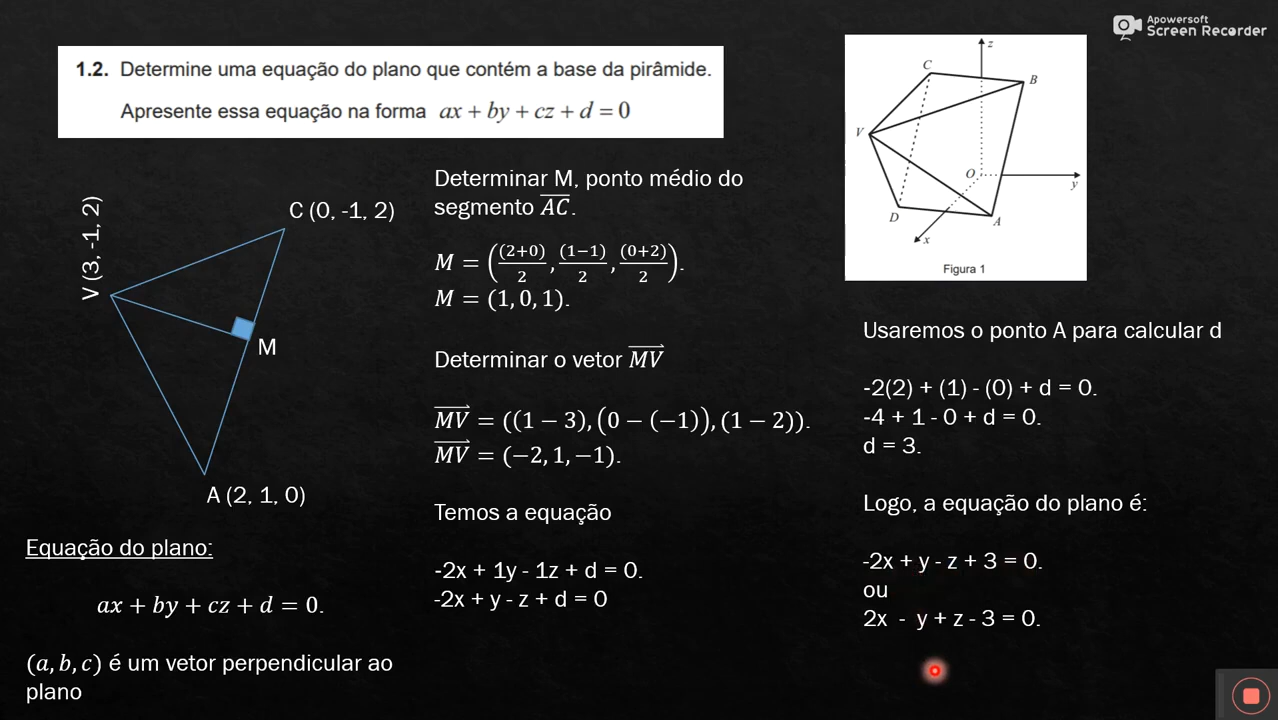 Apowersoft
Screen Recorder
1.2. Determine uma equação do plano que contém a base da pirâmide.
Apresente essa equação na forma ax + by + cz + d = 0
V (3, -1, 2)
C (0, -1, 2)
M
A (2, 1, 0)
Equação do plano:
ax + by + cz + d = 0.
(a, b, c) é um vetor perpendicular ao
plano
Determinar M, ponto médio do
segmento \overline{AC}.
M = ((2+0)/2, (1−1)/2, (0+2)/2).
M = (1, 0, 1).
Determinar o vetor \overrightarrow{MV}
\overrightarrow{MV} = ((1 − 3), (0 − (−1)), (1 − 2)).
\overrightarrow{MV} = (−2, 1, −1).
Temos a equação
-2x + 1y - 1z + d = 0.
-2x + y - z + d = 0
z
C
B
V
O
y
D
A
x
Figura 1
Usaremos o ponto A para calcular d
-2(2) + (1) - (0) + d = 0.
-4 + 1 - 0 + d = 0.
d = 3.
Logo, a equação do plano é:
-2x + y - z + 3 = 0.
ou
2x - y + z - 3 = 0.